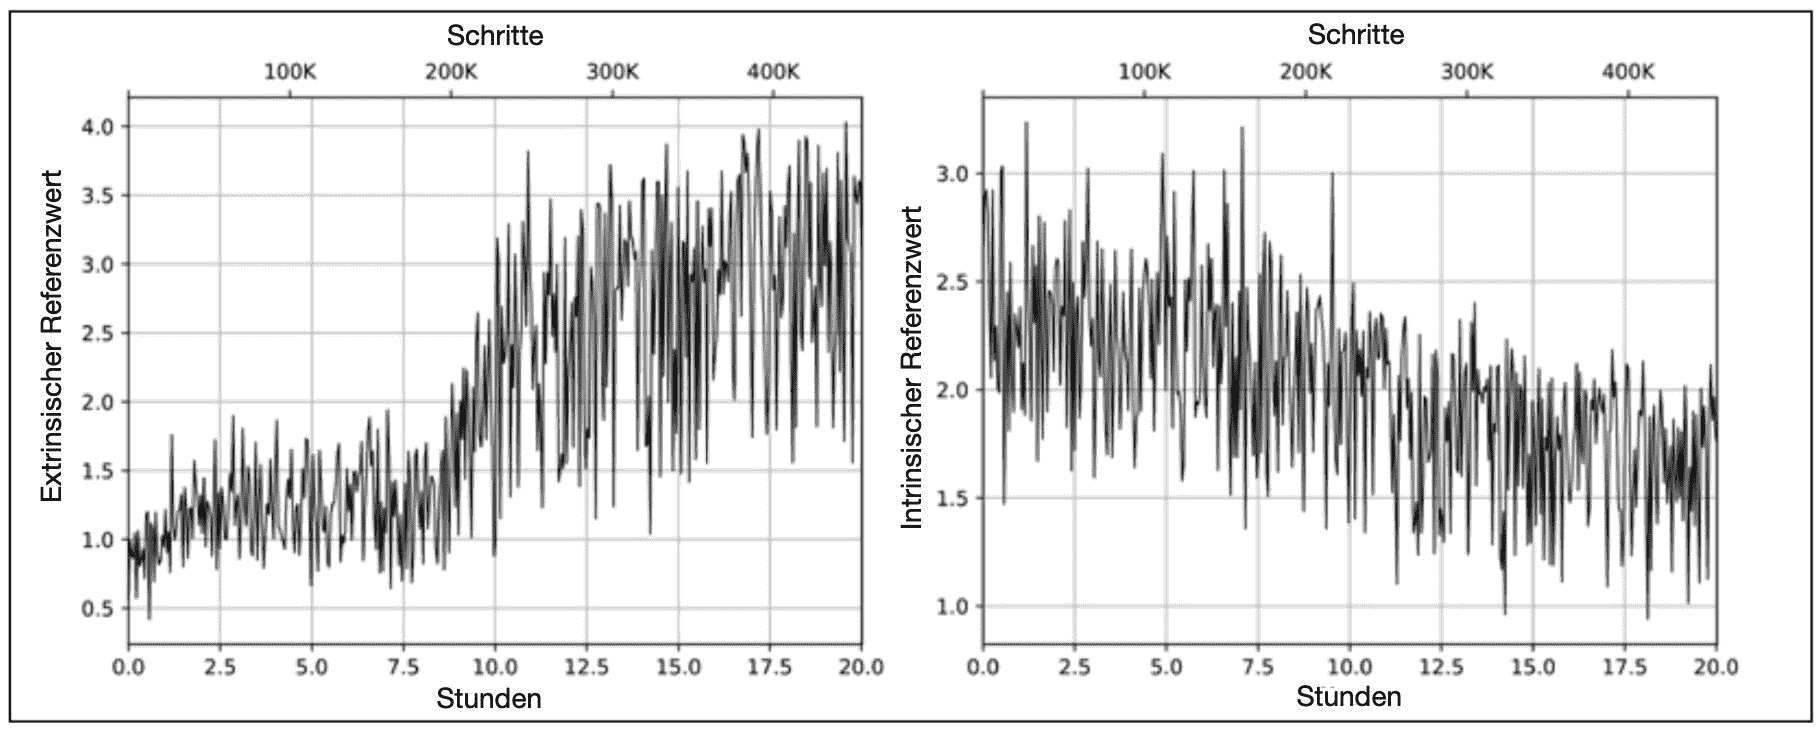 Schritte
100K 200K 300K 400K
Extrinsischer Referenzwert
4.0
3.5
3.0
2.5
2.0
1.5
1.0
0.5
0.0 2.5 5.0 7.5 10.0 12.5 15.0 17.5 20.0
Stunden
Schritte
100K 200K 300K 400K
Intrinsischer Referenzwert
3.0
2.5
2.0
1.5
1.0
0.0 2.5 5.0 7.5 10.0 12.5 15.0 17.5 20.0
Stunden